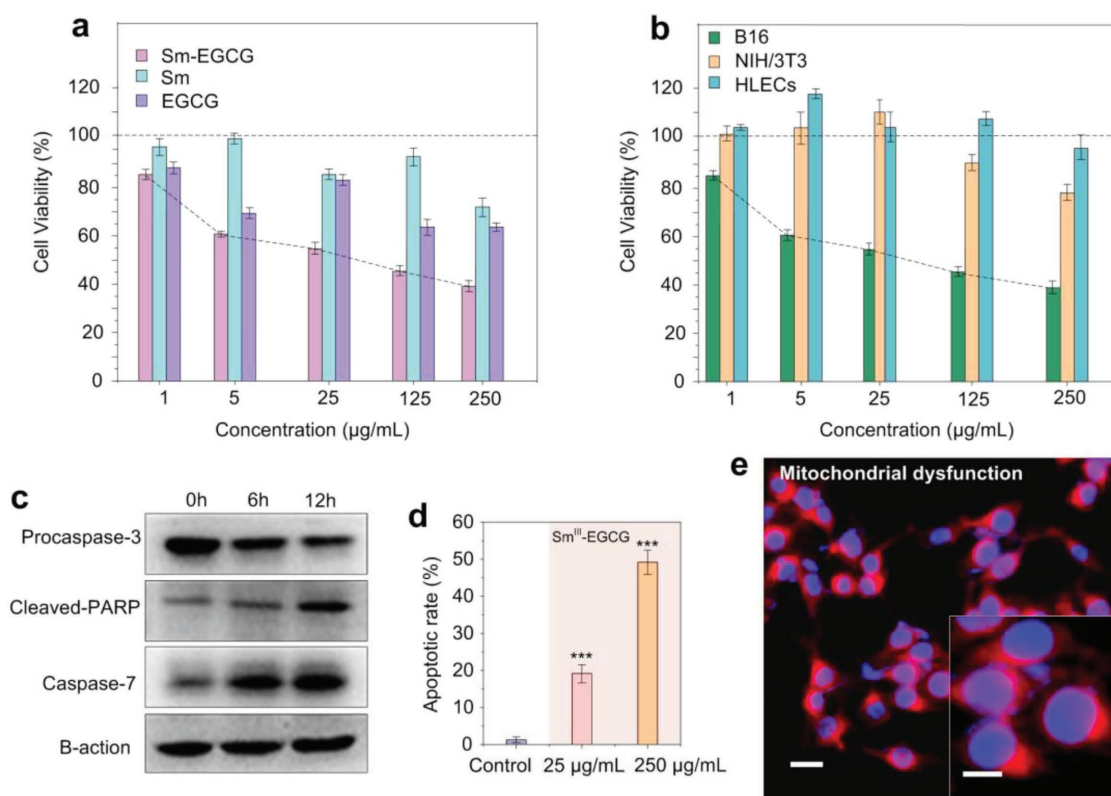 a
Sm-EGCG
Sm
EGCG
120
100
80
60
40
20
0
Cell Viability (%)
1 5 25 125 250
Concentration (µg/mL)
b
B16
NIH/3T3
HLECs
120
100
80
60
40
20
0
Cell Viability (%)
1 5 25 125 250
Concentration (µg/mL)
c
0h 6h 12h
Procaspase-3
Cleaved-PARP
Caspase-7
B-action
d
60
50
40
30
20
10
0
Apoptotic rate (%)
Smᴵᴵᴵ-EGCG
***
***
Control 25 µg/mL 250 µg/mL
e
Mitochondrial dysfunction